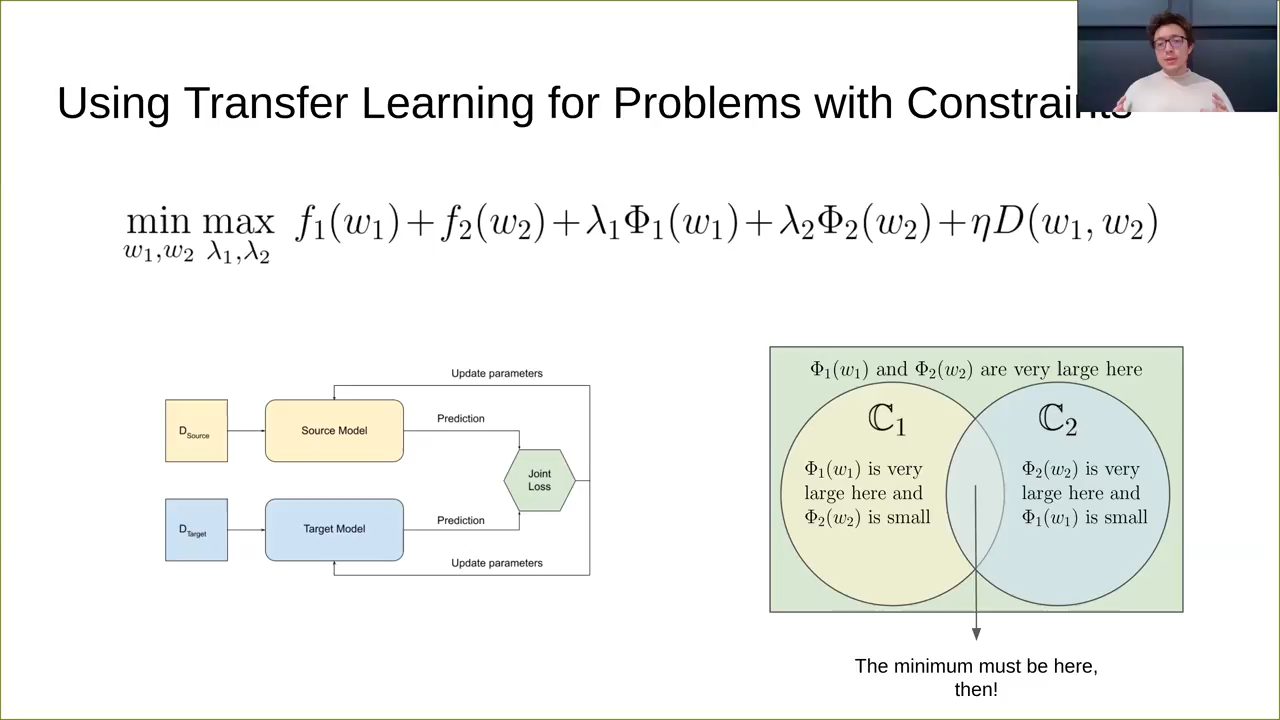 Using Transfer Learning for Problems with Constraints
min max f₁(w₁) + f₂(w₂) + λ₁Φ₁(w₁) + λ₂Φ₂(w₂) + ηD(w₁, w₂)
w₁,w₂ λ₁,λ₂
Update parameters
Prediction
D_Source
Source Model
Joint
Loss
D_Target
Target Model
Prediction
Update parameters
Φ₁(w₁) and Φ₂(w₂) are very large here
ℂ₁
Φ₁(w₁) is very
large here and
Φ₂(w₂) is small
ℂ₂
Φ₂(w₂) is very
large here and
Φ₁(w₁) is small
The minimum must be here,
then!